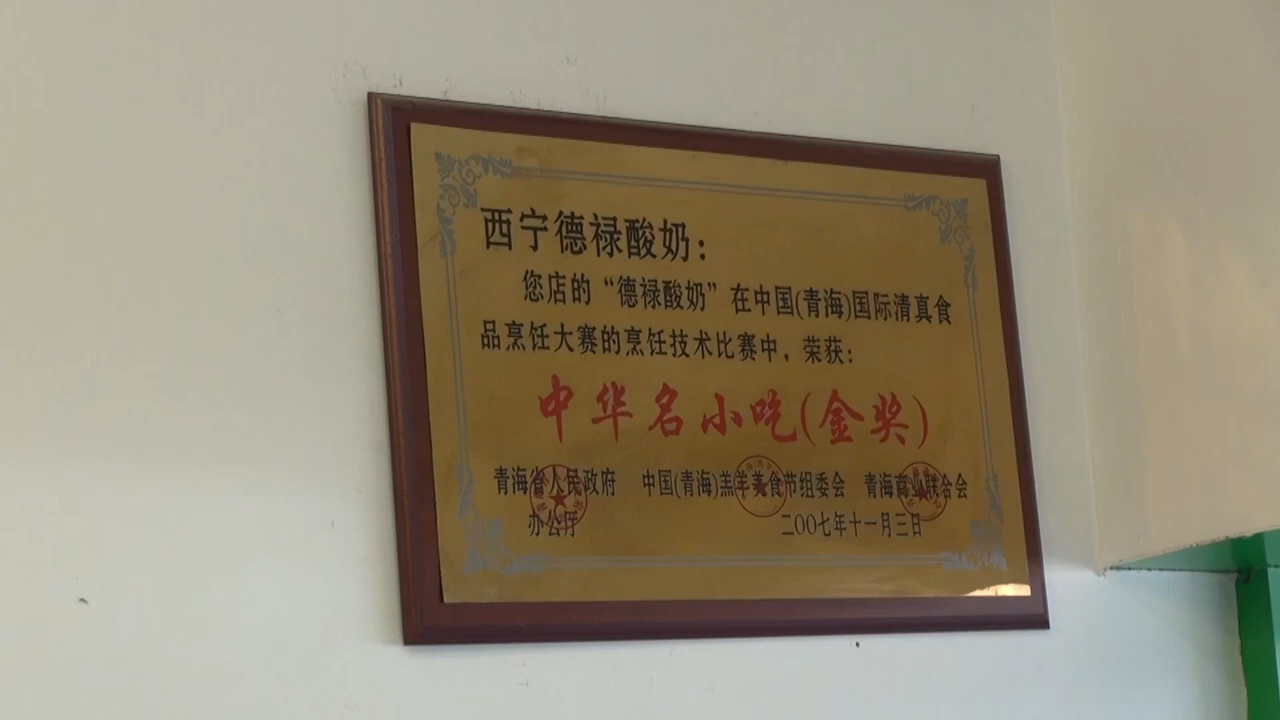 西宁德禄酸奶：
您店的“德禄酸奶”在中国(青海)国际清真食
品烹饪大赛的烹饪技术比赛中，荣获：
中华名小吃(金奖)
青海省人民政府 中国(青海)羔羊美食节组委会 青海商业联合会
办公厅 二00七年十一月三日